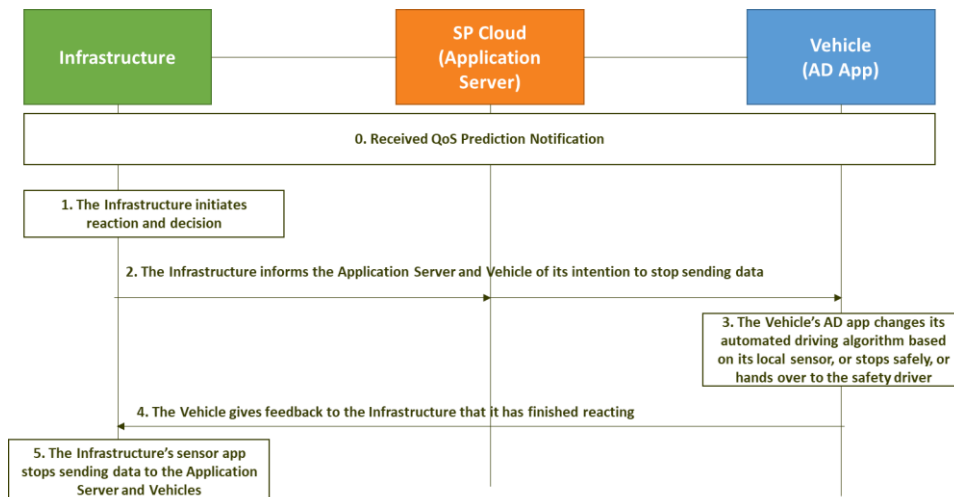 Infrastructure
SP Cloud
(Application
Server)
Vehicle
(AD App)
0. Received QoS Prediction Notification
1. The Infrastructure initiates
reaction and decision
2. The Infrastructure informs the Application Server and Vehicle of its intention to stop sending data
3. The Vehicle's AD app changes its
automated driving algorithm based
on its local sensor, or stops safely, or
hands over to the safety driver
4. The Vehicle gives feedback to the Infrastructure that it has finished reacting
5. The Infrastructure's sensor app
stops sending data to the Application
Server and Vehicles